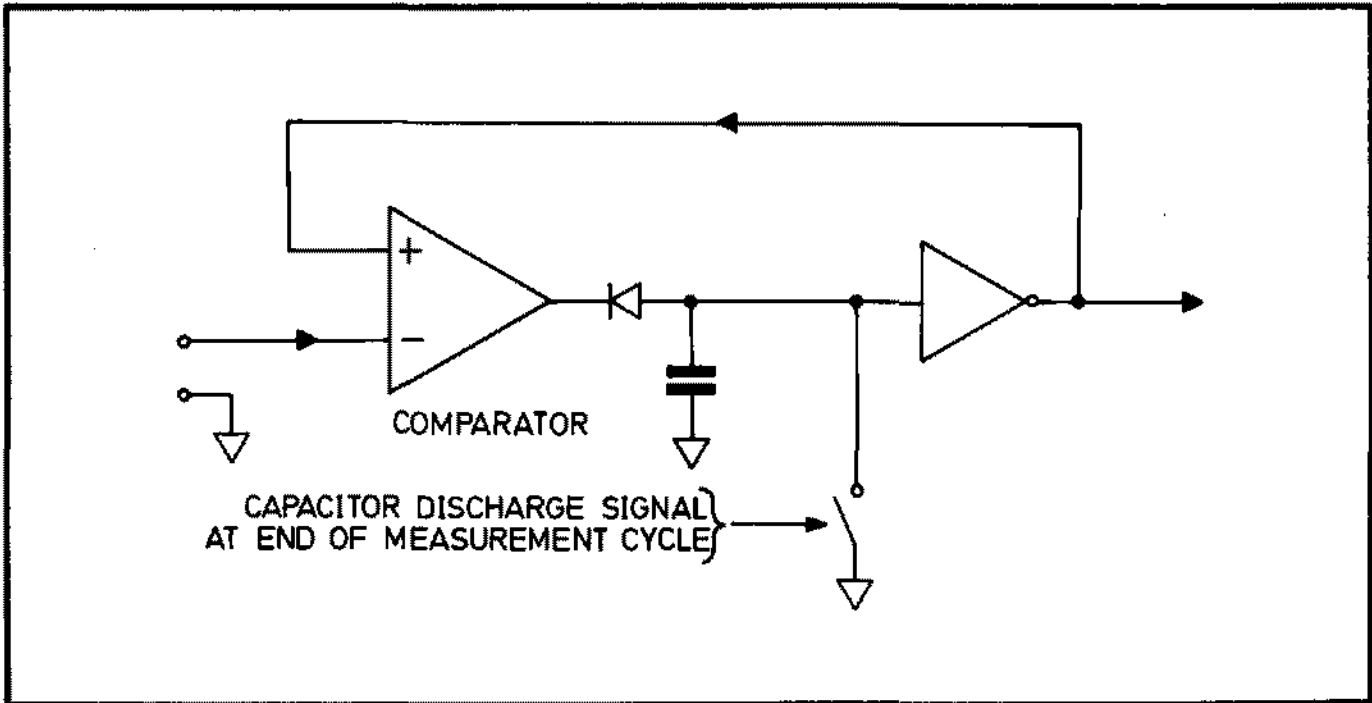 +
−
COMPARATOR
CAPACITOR DISCHARGE SIGNAL
AT END OF MEASUREMENT CYCLE